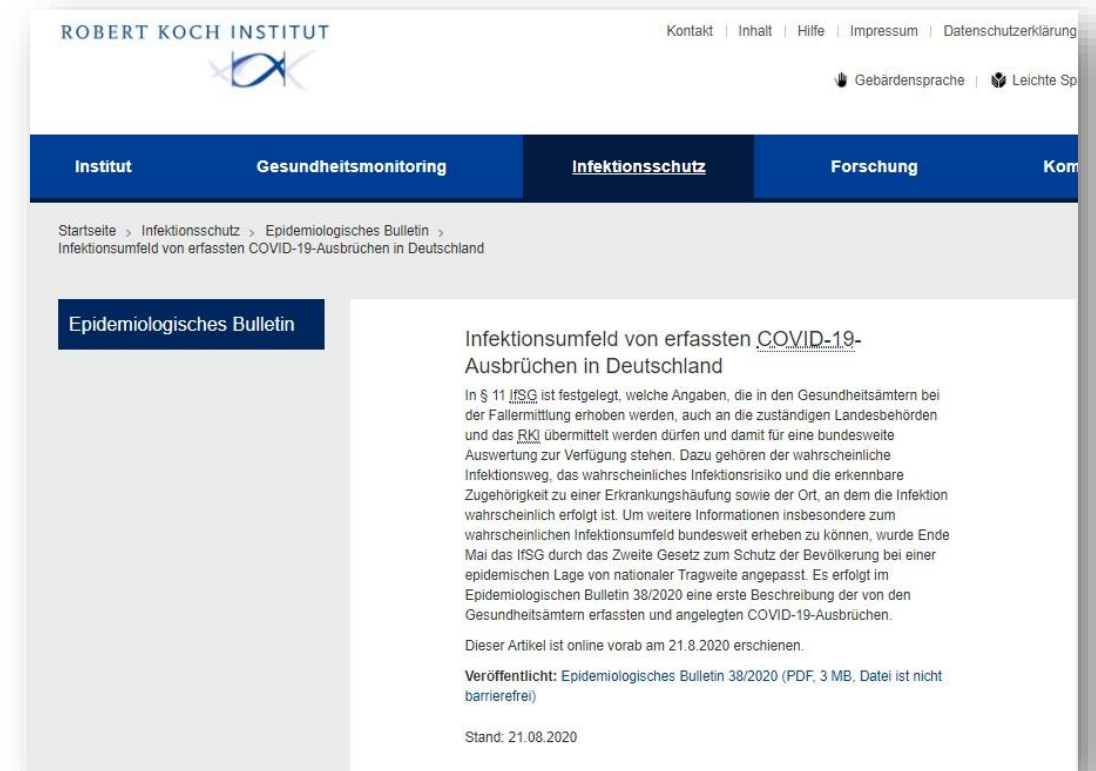 ROBERT KOCH INSTITUT
Kontakt | Inhalt | Hilfe | Impressum | Datenschutzerklärung
Gebärdensprache | Leichte Sp
Institut Gesundheitsmonitoring Infektionsschutz Forschung Kom
Startseite > Infektionsschutz > Epidemiologisches Bulletin >
Infektionsumfeld von erfassten COVID-19-Ausbrüchen in Deutschland
Epidemiologisches Bulletin
Infektionsumfeld von erfassten COVID-19-
Ausbrüchen in Deutschland
In § 11 IfSG ist festgelegt, welche Angaben, die in den Gesundheitsämtern bei
der Fallermittlung erhoben werden, auch an die zuständigen Landesbehörden
und das RKI übermittelt werden dürfen und damit für eine bundesweite
Auswertung zur Verfügung stehen. Dazu gehören der wahrscheinliche
Infektionsweg, das wahrscheinliches Infektionsrisiko und die erkennbare
Zugehörigkeit zu einer Erkrankungshäufung sowie der Ort, an dem die Infektion
wahrscheinlich erfolgt ist. Um weitere Informationen insbesondere zum
wahrscheinlichen Infektionsumfeld bundesweit erheben zu können, wurde Ende
Mai das IfSG durch das Zweite Gesetz zum Schutz der Bevölkerung bei einer
epidemischen Lage von nationaler Tragweite angepasst. Es erfolgt im
Epidemiologischen Bulletin 38/2020 eine erste Beschreibung der von den
Gesundheitsämtern erfassten und angelegten COVID-19-Ausbrüchen.
Dieser Artikel ist online vorab am 21.8.2020 erschienen.
Veröffentlicht: Epidemiologisches Bulletin 38/2020 (PDF, 3 MB, Datei ist nicht
barrierefrei)
Stand: 21.08.2020